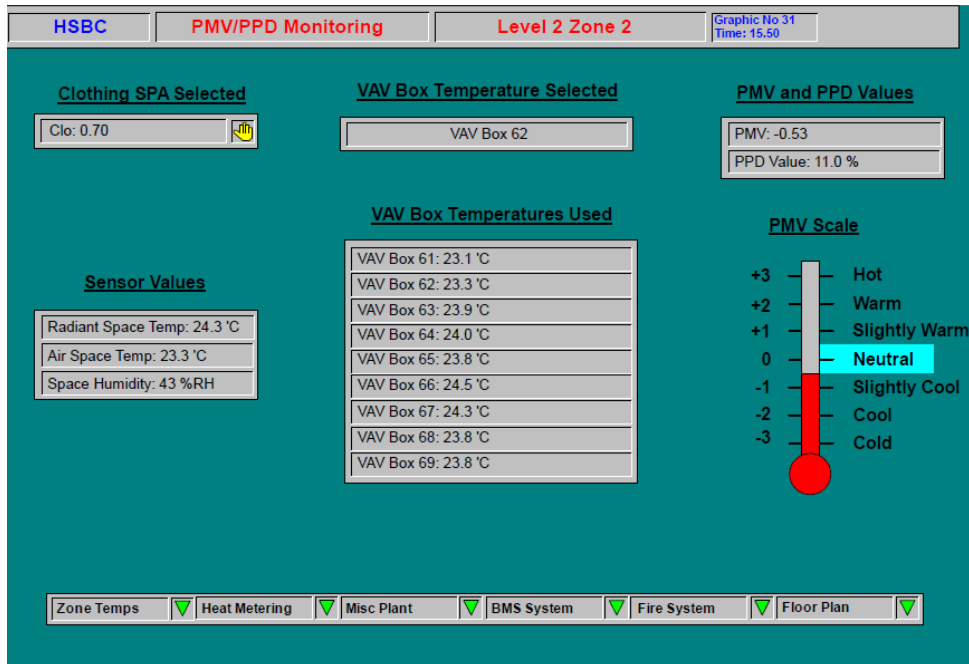 HSBC
PMV/PPD Monitoring
Level 2 Zone 2
Graphic No 31
Time: 15.50
Clothing SPA Selected
Clo: 0.70
VAV Box Temperature Selected
VAV Box 62
PMV and PPD Values
PMV: -0.53
PPD Value: 11.0 %
Sensor Values
Radiant Space Temp: 24.3 'C
Air Space Temp: 23.3 'C
Space Humidity: 43 %RH
VAV Box Temperatures Used
VAV Box 61: 23.1 'C
VAV Box 62: 23.3 'C
VAV Box 63: 23.9 'C
VAV Box 64: 24.0 'C
VAV Box 65: 23.8 'C
VAV Box 66: 24.5 'C
VAV Box 67: 24.3 'C
VAV Box 68: 23.8 'C
VAV Box 69: 23.8 'C
PMV Scale
+3 Hot
+2 Warm
+1 Slightly Warm
0 Neutral
-1 Slightly Cool
-2 Cool
-3 Cold
Zone Temps Heat Metering Misc Plant BMS System Fire System Floor Plan